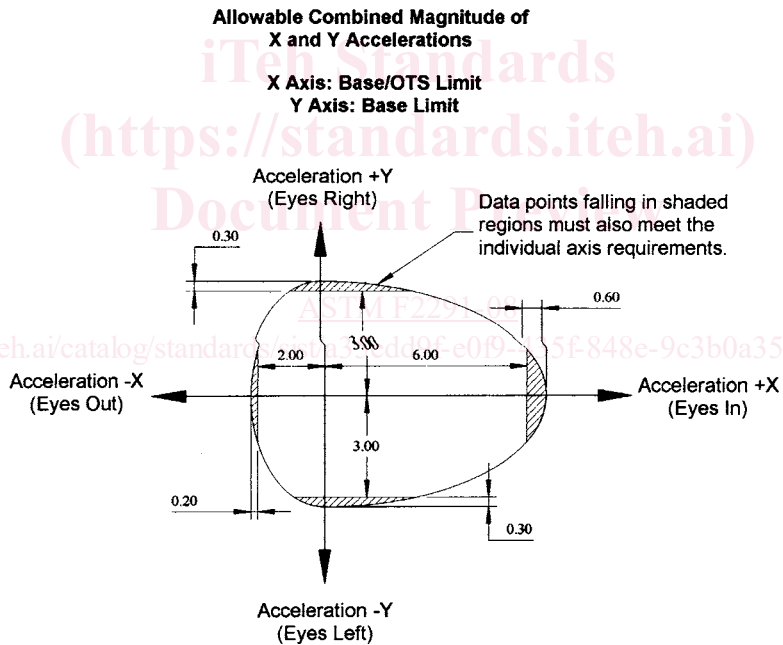 Allowable Combined Magnitude of
X and Y Accelerations
X Axis: Base/OTS Limit
Y Axis: Base Limit
iTeh Standards
(https://standards.iteh.ai)
Document Preview
Acceleration +Y
(Eyes Right)
Data points falling in shaded
regions must also meet the
individual axis requirements.
0.30
0.60
ASTM F2291-08
2.00
6.00
Acceleration -X
(Eyes Out)
Acceleration +X
(Eyes In)
3.00
0.20
0.30
Acceleration -Y
(Eyes Left)